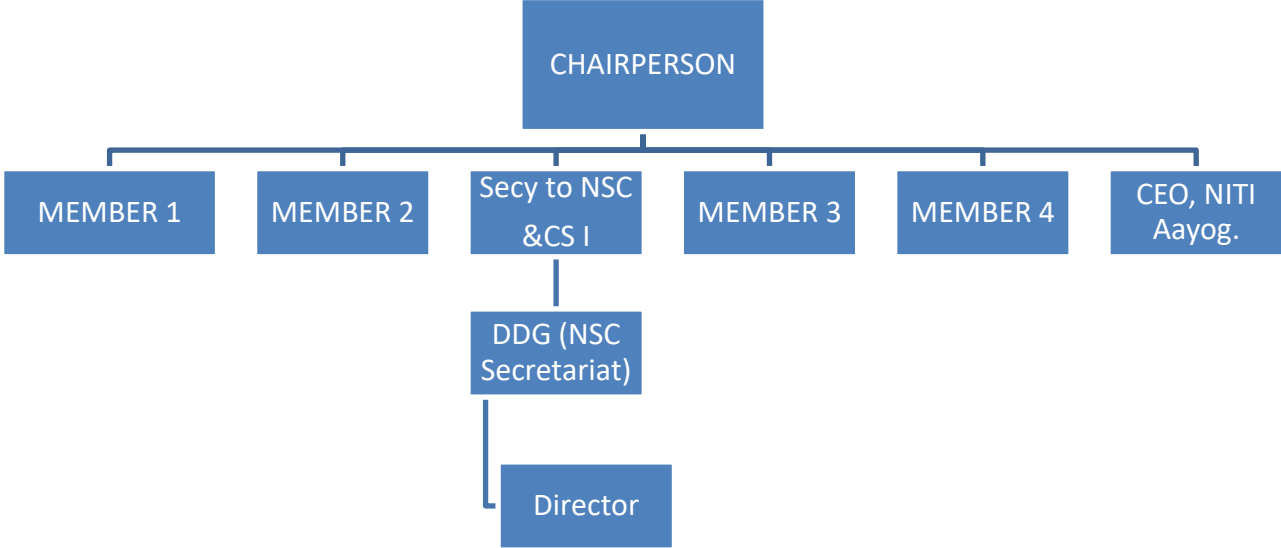 CHAIRPERSON
MEMBER 1
MEMBER 2
Secy to NSC
&CS I
MEMBER 3
MEMBER 4
CEO, NITI
Aayog.
DDG (NSC
Secretariat)
Director